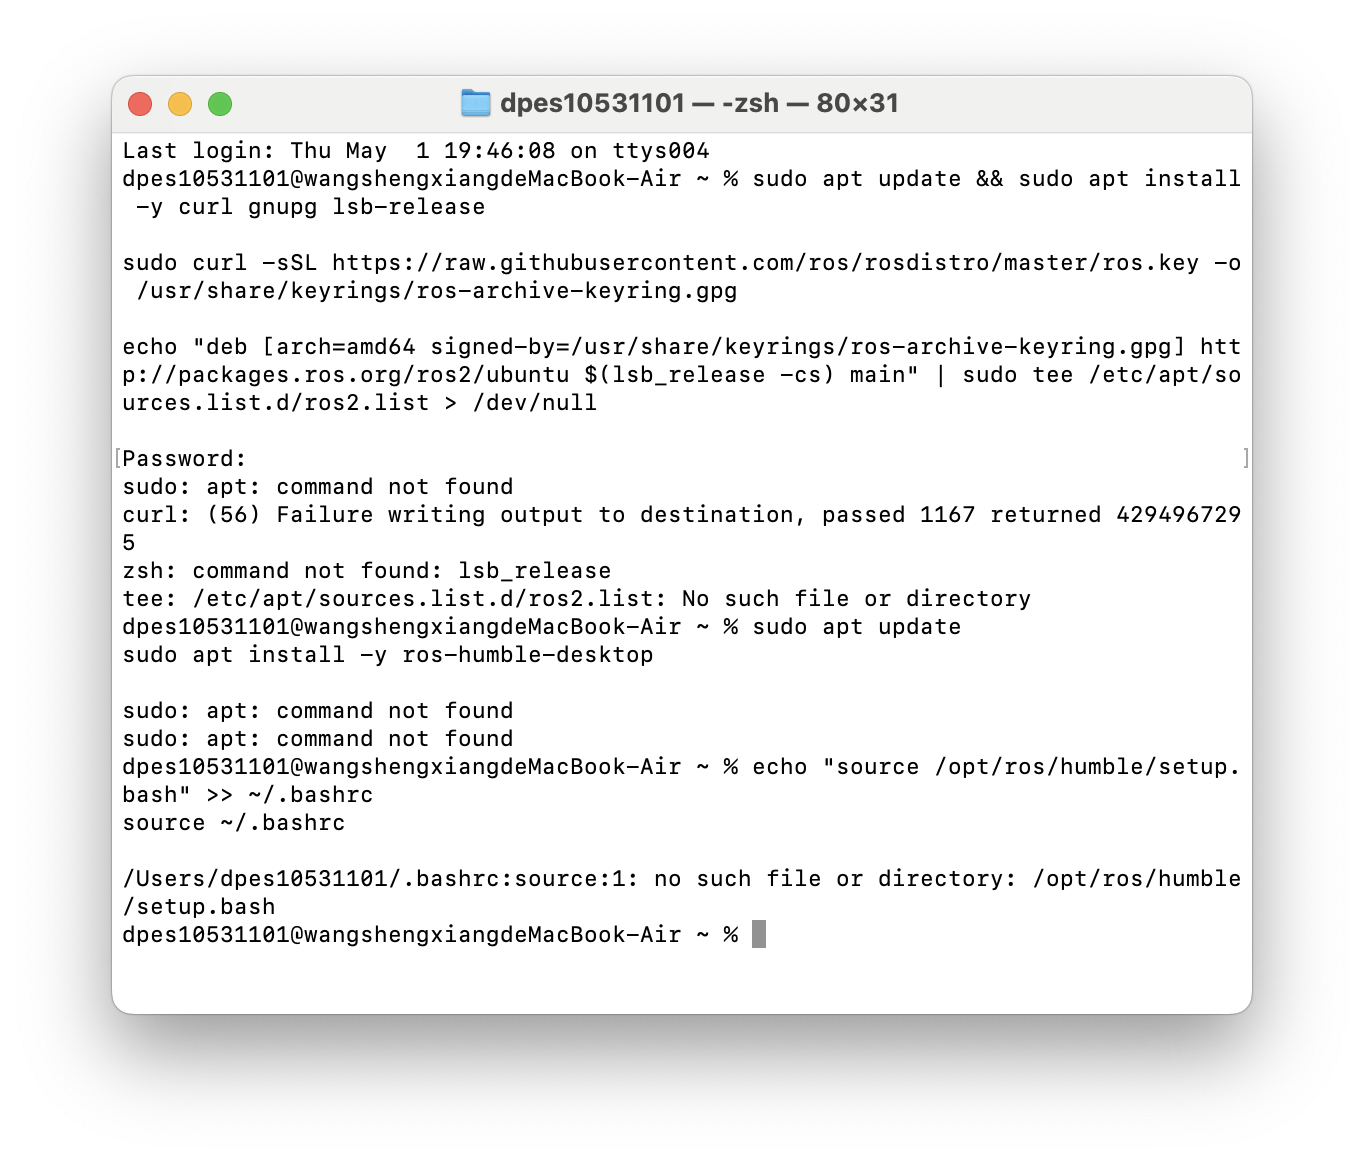 dpes10531101 — -zsh — 80×31
Last login: Thu May  1 19:46:08 on ttys004
dpes10531101@wangshengxiangdeMacBook-Air ~ % sudo apt update && sudo apt install
 -y curl gnupg lsb-release
sudo curl -sSL https://raw.githubusercontent.com/ros/rosdistro/master/ros.key -o
 /usr/share/keyrings/ros-archive-keyring.gpg
echo "deb [arch=amd64 signed-by=/usr/share/keyrings/ros-archive-keyring.gpg] htt
p://packages.ros.org/ros2/ubuntu $(lsb_release -cs) main" | sudo tee /etc/apt/so
urces.list.d/ros2.list > /dev/null
[Password: ]
sudo: apt: command not found
curl: (56) Failure writing output to destination, passed 1167 returned 429496729
5
zsh: command not found: lsb_release
tee: /etc/apt/sources.list.d/ros2.list: No such file or directory
dpes10531101@wangshengxiangdeMacBook-Air ~ % sudo apt update
sudo apt install -y ros-humble-desktop
sudo: apt: command not found
sudo: apt: command not found
dpes10531101@wangshengxiangdeMacBook-Air ~ % echo "source /opt/ros/humble/setup.
bash" >> ~/.bashrc
source ~/.bashrc
/Users/dpes10531101/.bashrc:source:1: no such file or directory: /opt/ros/humble
/setup.bash
dpes10531101@wangshengxiangdeMacBook-Air ~ %